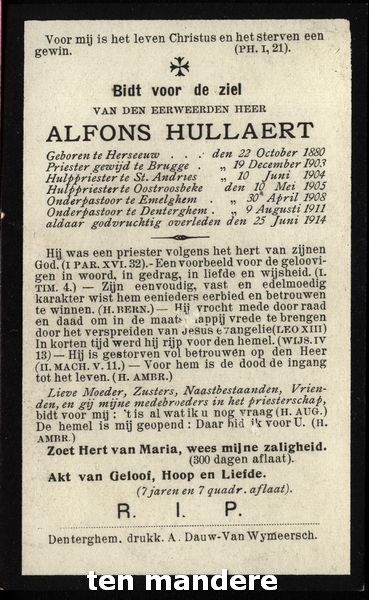 Voor mij is het leven Christus en het sterven een
gewin. (PH. I, 21).
Bidt voor de ziel
VAN DEN EERWEERDEN HEER
ALFONS HULLAERT
Geboren te Herseeuw . . .: den 22 October 1880
Priester gewijd te Brugge . „ 19 December 1903
Hulppriester te St. Andries „ 10 Juni 1904
Hulppriester te Oostroosbeke den 10 Mei 1905
Onderpastoor te Emelghem . „ 30 April 1908
Onderpastoor te Denterghem . „ 9 Augusti 1911
aldaar godvruchtig overleden den 25 Juni 1914
Hij was een priester volgens het hert van zijnen
God. (I PAR. XVI. 32). - Een voorbeeld voor de geloovi-
gen in woord, in gedrag, in liefde en wijsheid. (I.
TIM. 4.) — Zijn eenvoudig, vast en edelmoedig
karakter wist hem eenieders eerbied en betrouwen
te winnen. (H. BERN.) — Hij vrocht mede door raad
en daad om in de vrede te brengen
door het verspreiden van Jesus evangelie (LEO XIII)
In korten tijd werd hij rijp voor den hemel. (WIJS. IV
13) — Hij is gestorven vol betrouwen op den Heer
(II. MACH. V. 11.) — Voor hem is de dood de ingang
tot het leven. (H. AMBR.)
Lieve Moeder, Zusters, Naastbestaanden, Vrien-
den, en gij mijne medebroeders in het priesterschap,
bidt voor mij : 't is al wat ik u nog vraag (H. AUG.)
De hemel is mij geopend : Daar bid ik voor U. (H.
AMBR.)
Zoet Hert van Maria, wees mijne zaligheid.
(300 dagen aflaat).
Akt van Geloof, Hoop en Liefde.
(7 jaren en 7 quadr. aflaat).
R. I. P.
Denterghem, drukk. A. Dauw-Van Wymeersch.
ten mandere